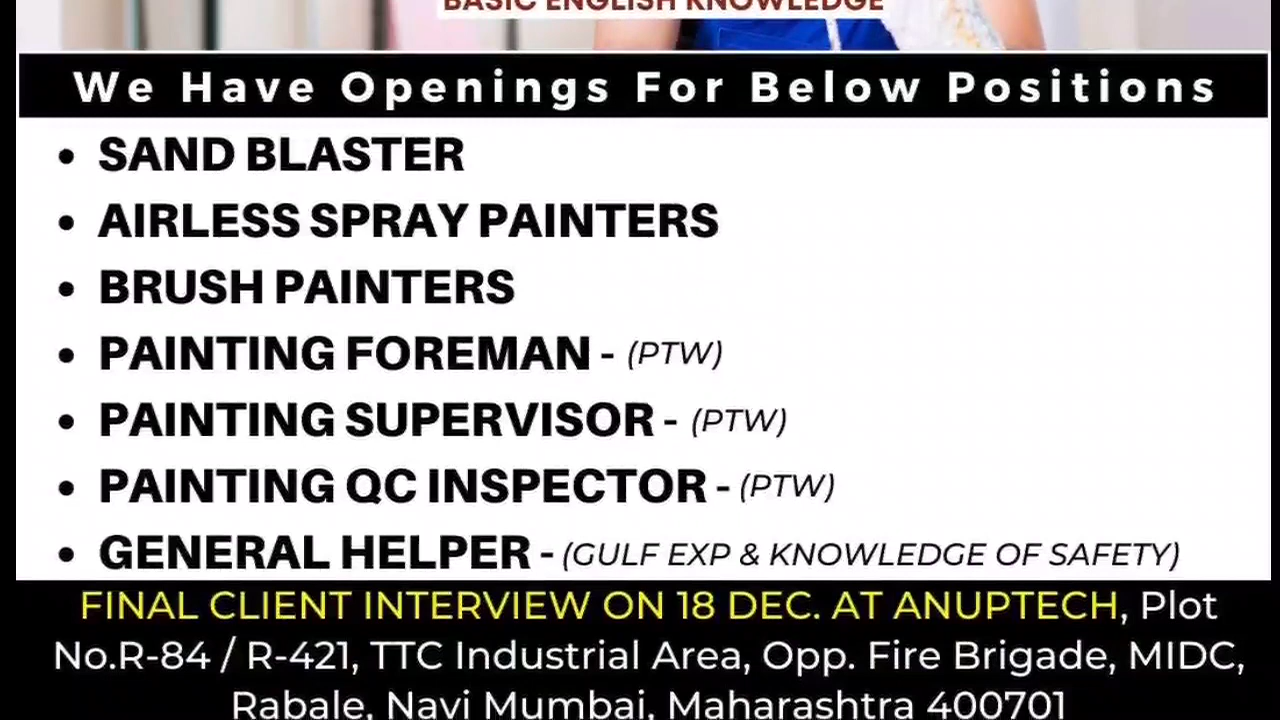 BASIC ENGLISH KNOWLEDGE
We Have Openings For Below Positions
• SAND BLASTER
• AIRLESS SPRAY PAINTERS
• BRUSH PAINTERS
• PAINTING FOREMAN - (PTW)
• PAINTING SUPERVISOR - (PTW)
• PAINTING QC INSPECTOR - (PTW)
• GENERAL HELPER - (GULF EXP & KNOWLEDGE OF SAFETY)
FINAL CLIENT INTERVIEW ON 18 DEC. AT ANUPTECH, Plot
No.R-84 / R-421, TTC Industrial Area, Opp. Fire Brigade, MIDC,
Rabale, Navi Mumbai, Maharashtra 400701